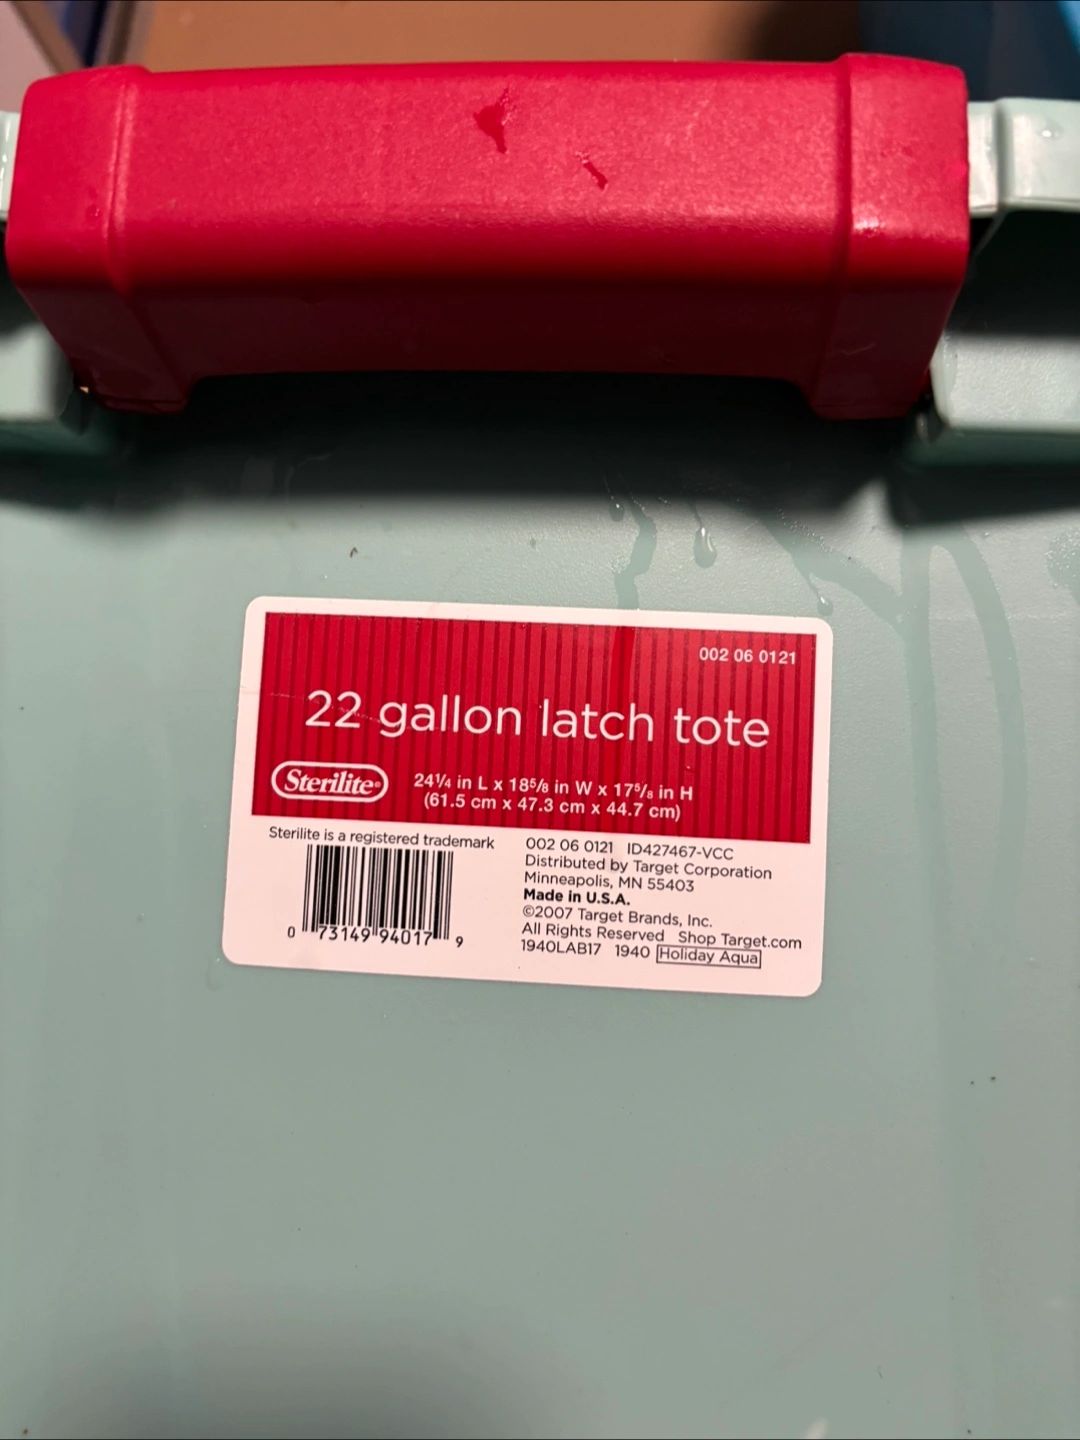 002 06 0121
22 gallon latch tote
Sterilite®
24¼ in L x 18⅝ in W x 17⅝ in H
(61.5 cm x 47.3 cm x 44.7 cm)
Sterilite is a registered trademark
0 73149 94017 9
002 06 0121 ID427467-VCC
Distributed by Target Corporation
Minneapolis, MN 55403
Made in U.S.A.
©2007 Target Brands, Inc.
All Rights Reserved Shop Target.com
1940LAB17 1940 Holiday Aqua